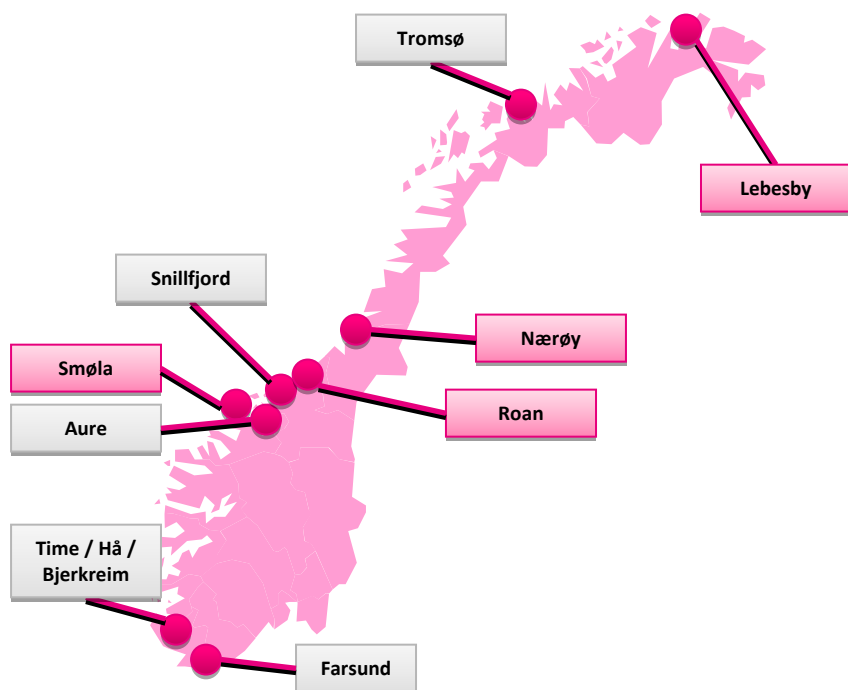 Tromsø
Lebesby
Snillfjord
Nærøy
Smøla
Roan
Aure
Time / Hå /
Bjerkreim
Farsund